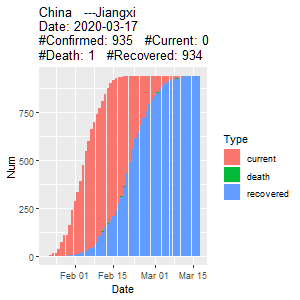 China   ---Jiangxi
Date: 2020-03-17
#Confirmed: 935   #Current: 0
#Death: 1   #Recovered: 934
Num
750
500
250
0
Feb 01
Feb 15
Mar 01
Mar 15
Date
Type
current
death
recovered